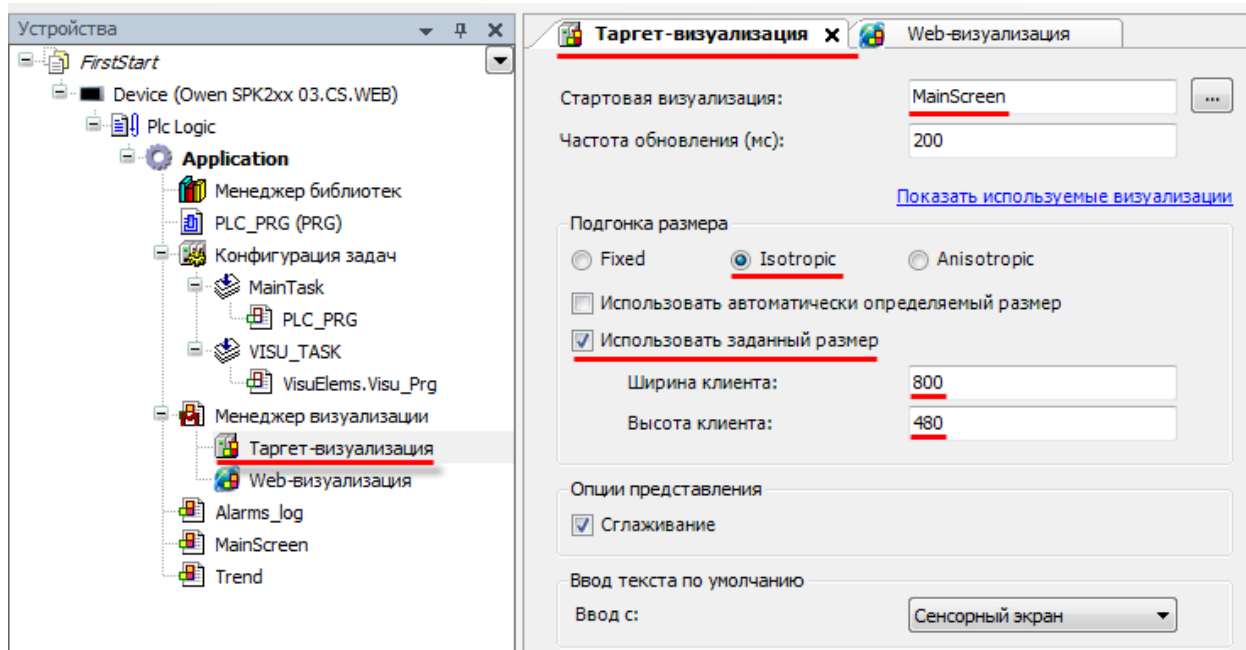 Устройства
FirstStart
Device (Owen SPK2xx 03.CS.WEB)
Plc Logic
Application
Менеджер библиотек
PLC_PRG (PRG)
Конфигурация задач
MainTask
PLC_PRG
VISU_TASK
VisuElems.Visu_Prg
Менеджер визуализации
Таргет-визуализация
Web-визуализация
Alarms_log
MainScreen
Trend
Таргет-визуализация Web-визуализация
Стартовая визуализация: MainScreen ...
Частота обновления (мс): 200
Показать используемые визуализации
Подгонка размера
Fixed Isotropic Anisotropic
Использовать автоматически определяемый размер
Использовать заданный размер
Ширина клиента: 800
Высота клиента: 480
Опции представления
Сглаживание
Ввод текста по умолчанию
Ввод с: Сенсорный экран